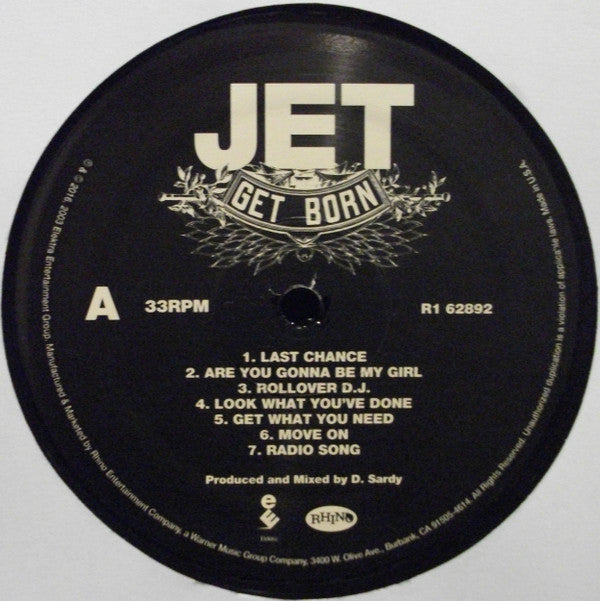 JET
GET BORN
A
33RPM
R1 62892
1. LAST CHANCE
2. ARE YOU GONNA BE MY GIRL
3. ROLLOVER D.J.
4. LOOK WHAT YOU'VE DONE
5. GET WHAT YOU NEED
6. MOVE ON
7. RADIO SONG
Produced and Mixed by D. Sardy
RHINO
℗ & © 2016, 2003 Elektra Entertainment Group. Manufactured & Marketed by Rhino Entertainment Company, a Warner Music Group Company, 3400 W. Olive Ave., Burbank, CA 91505-4614. All Rights Reserved. Unauthorized duplication is a violation of applicable laws. Made in U.S.A.